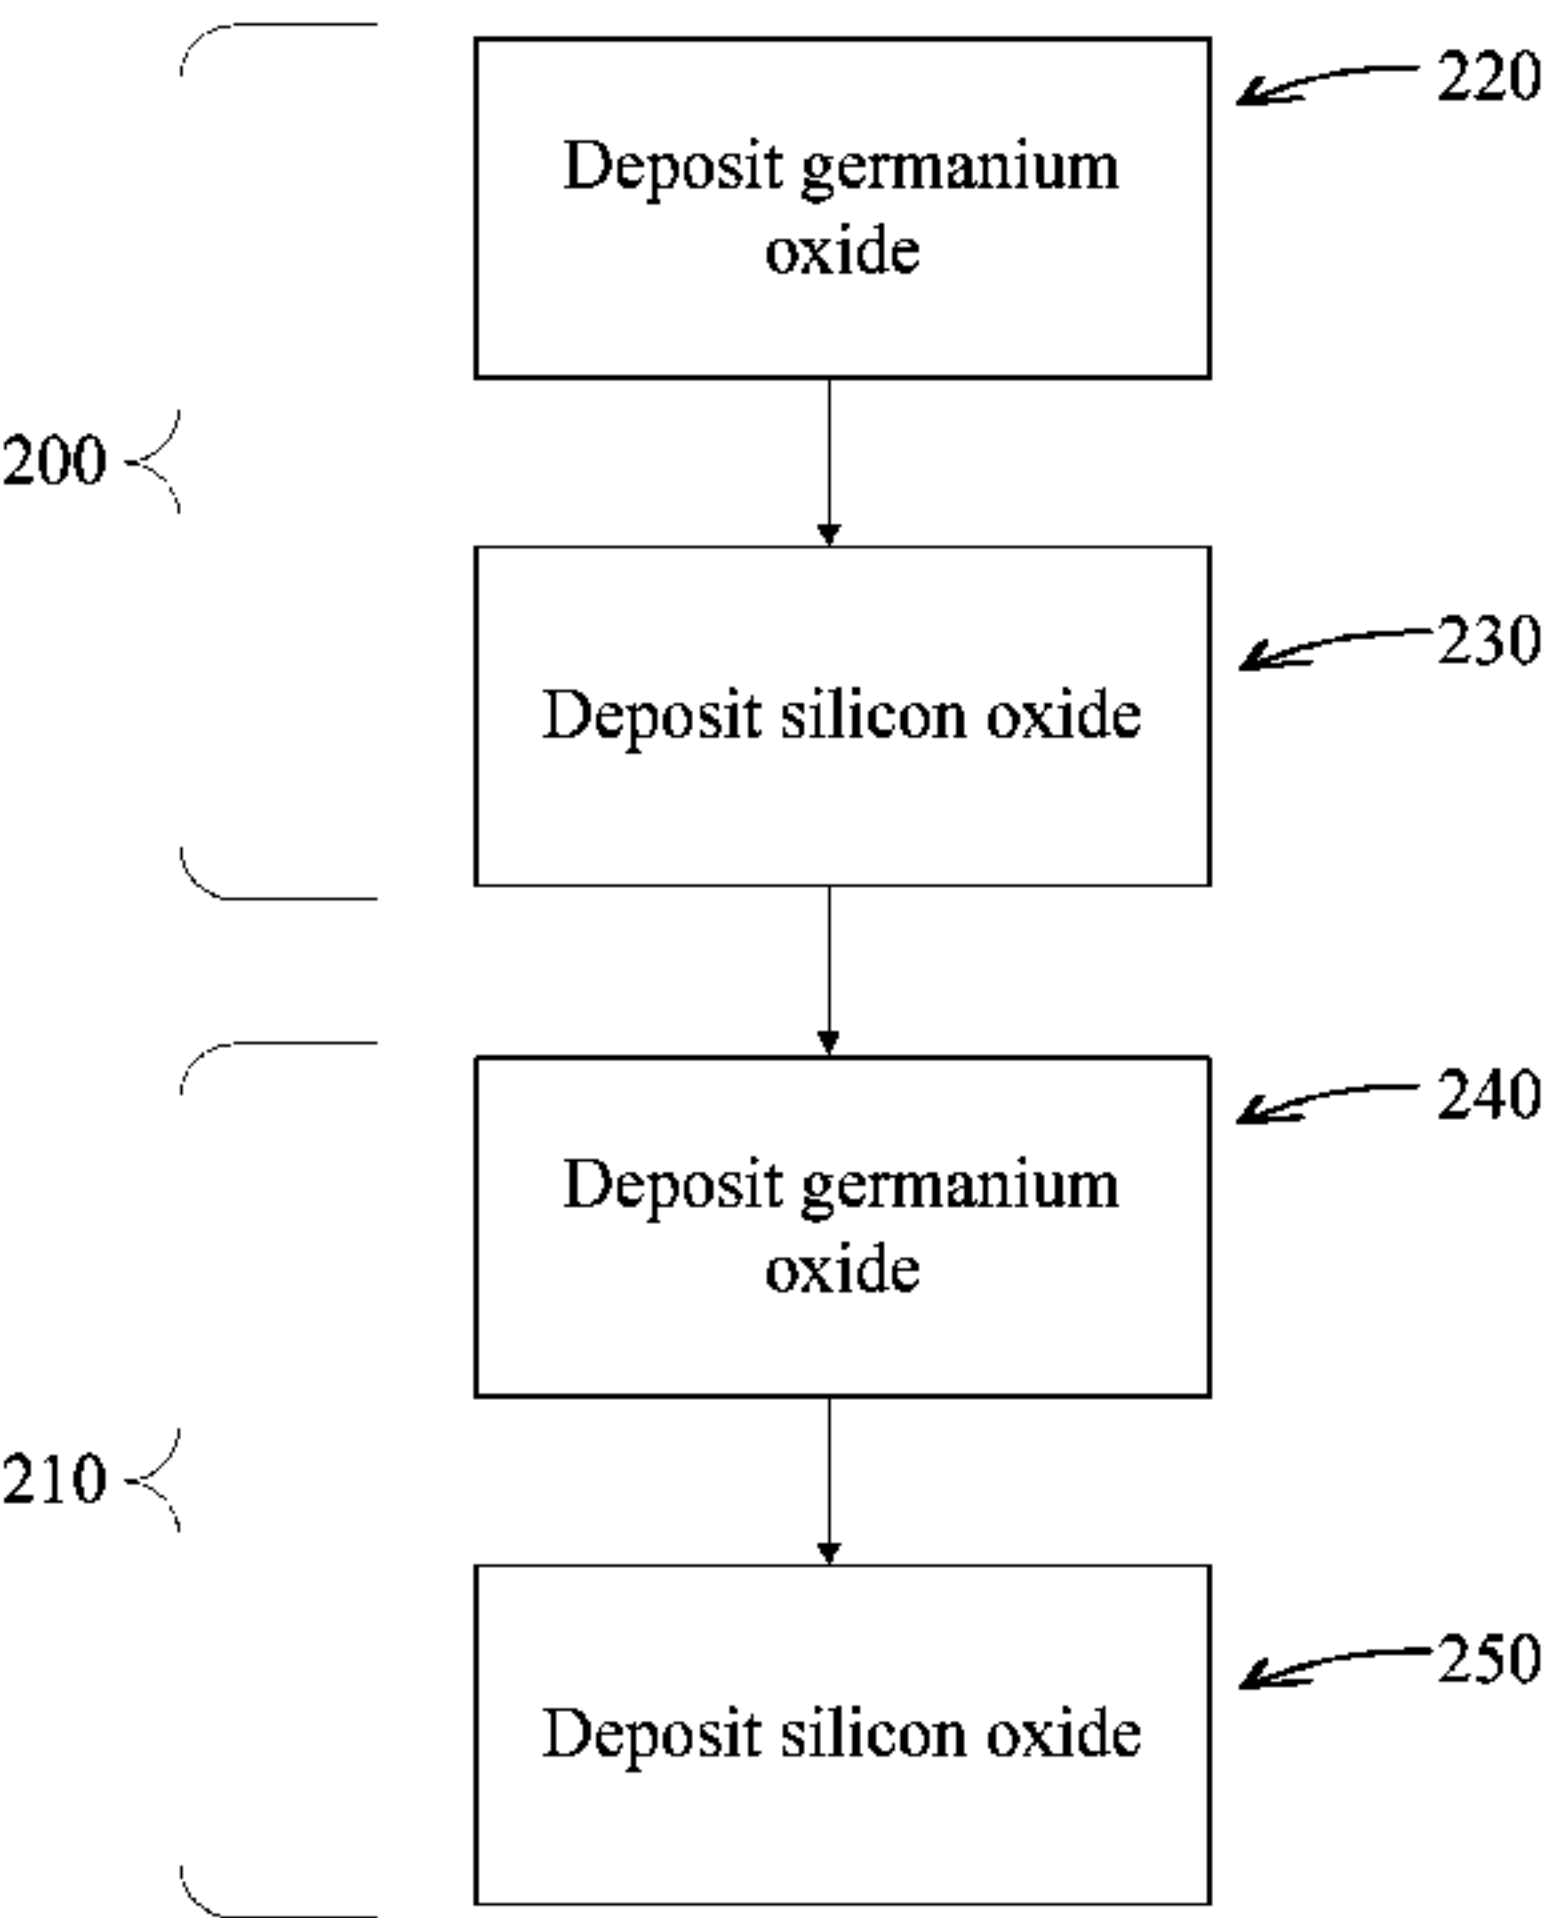 220
Deposit germanium
oxide
200
230
Deposit silicon oxide
240
Deposit germanium
oxide
210
250
Deposit silicon oxide